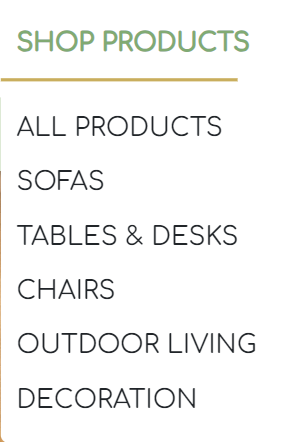 SHOP PRODUCTS
ALL PRODUCTS
SOFAS
TABLES & DESKS
CHAIRS
OUTDOOR LIVING
DECORATION